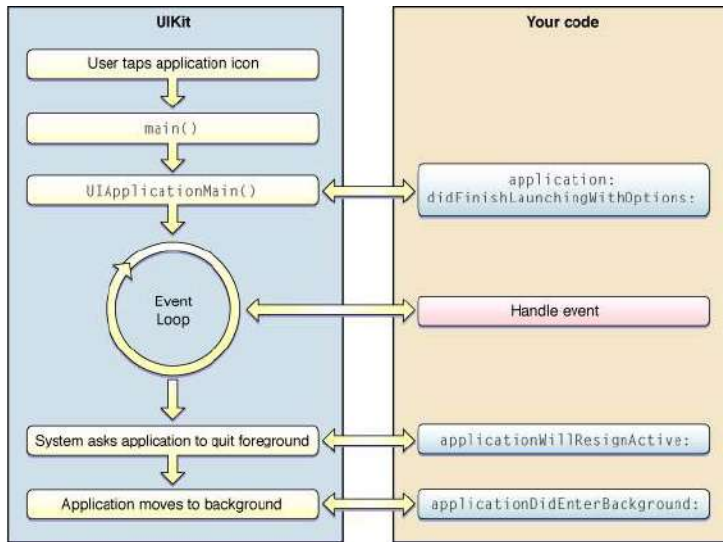 UIKit
Your code
User taps application icon
main()
UIApplicationMain()
application:
didFinishLaunchingWithOptions:
Event
Loop
Handle event
System asks application to quit foreground
applicationWillResignActive:
Application moves to background
applicationDidEnterBackground: